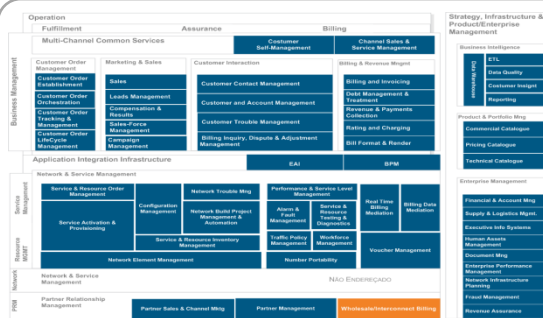 Operation
Fulfillment
Assurance
Billing
Multi-Channel Common Services
Costumer
Self-Management
Channel Sales &
Service Management
Business Management
Customer Order
Management
Customer Order
Establishment
Customer Order
Orchestration
Customer Order
Tracking &
Management
Customer Order
LifeCycle
Management
Marketing & Sales
Sales
Leads Management
Compensation &
Results
Sales-Force
Management
Campaign
Management
Customer Interaction
Customer Contact Management
Customer and Account Management
Customer Trouble Management
Billing Inquiry, Dispute & Adjustment
Management
Billing & Revenue Mngmt
Billing and Invoicing
Debt Management &
Treatment
Revenue & Payments
Collection
Rating and Charging
Bill Format & Render
Application Integration Infrastructure
EAI
BPM
Service
Management
Resource
MGMT
Network & Service Management
Service & Resource Order
Management
Service Activation &
Provisioning
Configuration
Management
Network Trouble Mng
Network Build Project
Management &
Automation
Service & Resource Inventory
Management
Network Element Management
Performance & Service Level
Management
Alarm &
Fault
Management
Service &
Resource
Testing &
Diagnostics
Traffic Policy
Management
Workforce
Management
Number Portability
Real Time
Billing
Mediation
Billing Data
Mediation
Voucher Management
Network
Network & Service
Management
NÃO ENDEREÇADO
PRM
Partner Relationship
Management
Partner Sales & Channel Mktg
Partner Management
Wholesale/Interconnect Billing
Strategy, Infrastructure &
Product/Enterprise
Management
Business Intelligence
Data Warehouse
ETL
Data Quality
Costumer Insight
Reporting
Product & Portfolio Mng
Commercial Catalogue
Pricing Catalogue
Technical Catalogue
Enterprise Management
Financial & Account Mng
Supply & Logistics Mgmt.
Executive Info Systems
Human Assets
Management
Document Mng
Enterprise Performance
Management
Network Infrastructure
Planning
Fraud Management
Revenue Assurance